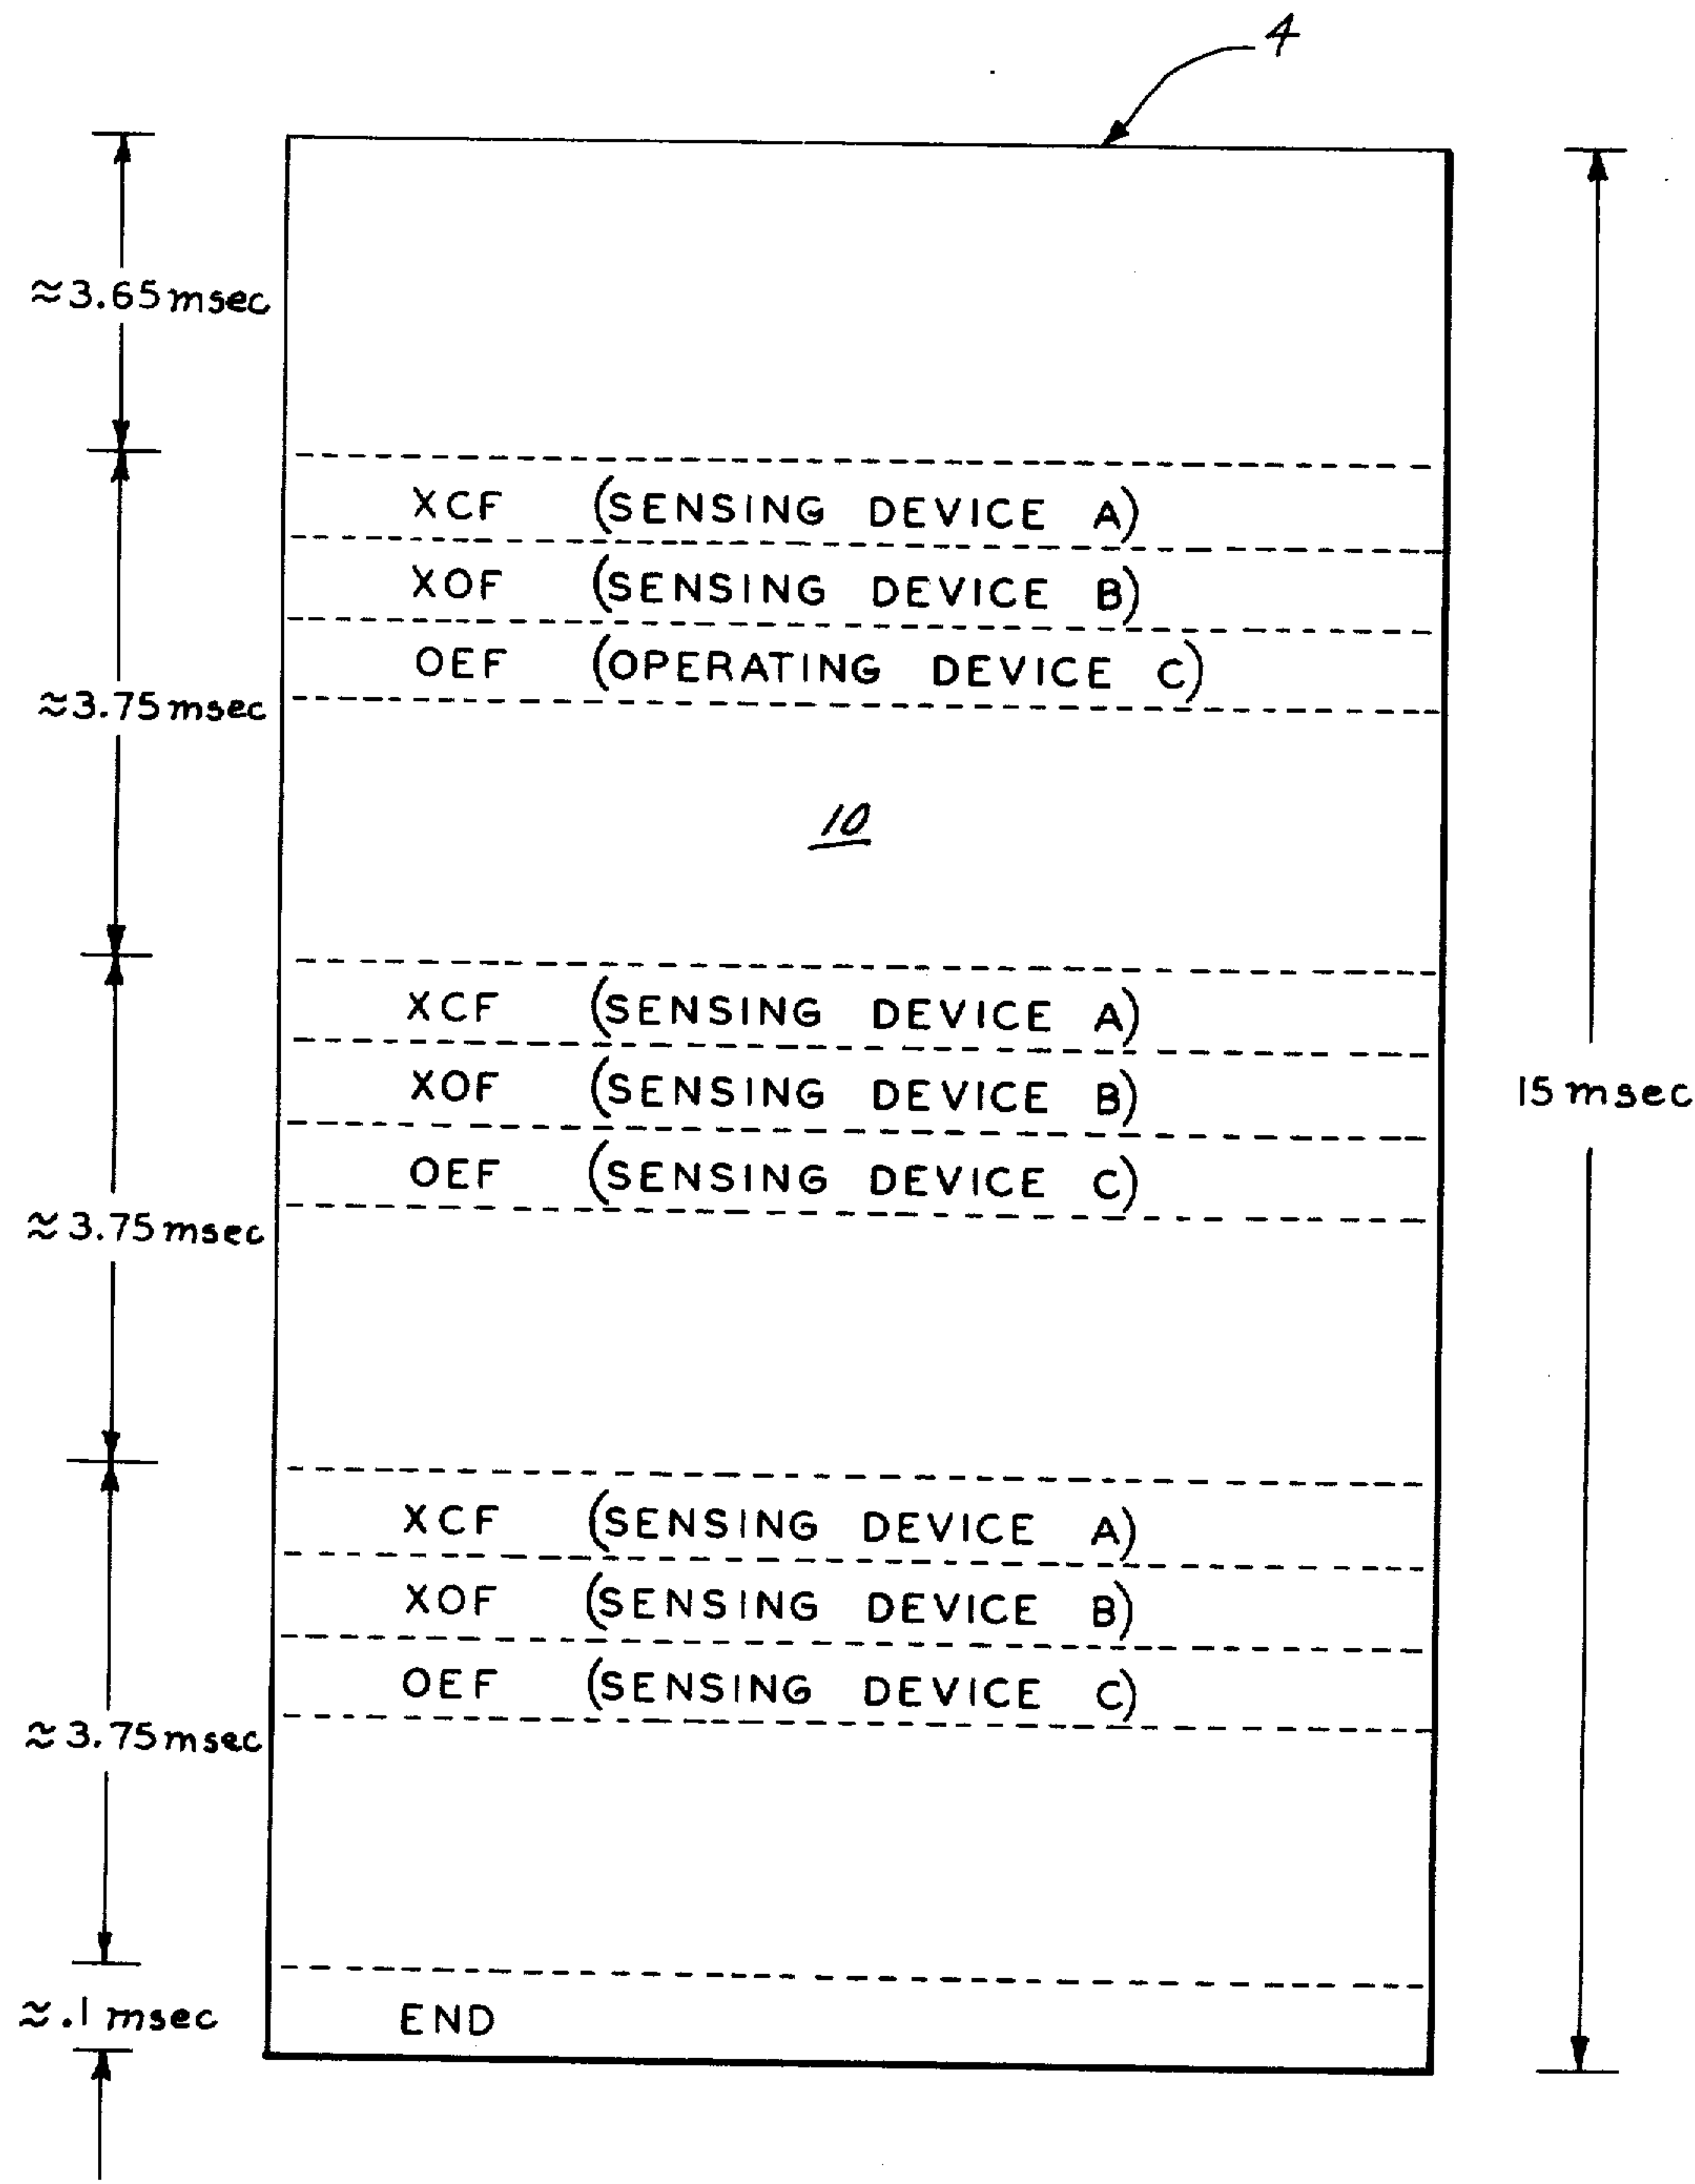 4
≈3.65 msec
XCF (SENSING DEVICE A)
XOF (SENSING DEVICE B)
OEF (OPERATING DEVICE C)
≈3.75 msec
10
XCF (SENSING DEVICE A)
XOF (SENSING DEVICE B)
15 msec
OEF (SENSING DEVICE C)
≈3.75 msec
XCF (SENSING DEVICE A)
XOF (SENSING DEVICE B)
OEF (SENSING DEVICE C)
≈3.75 msec
≈.1 msec
END